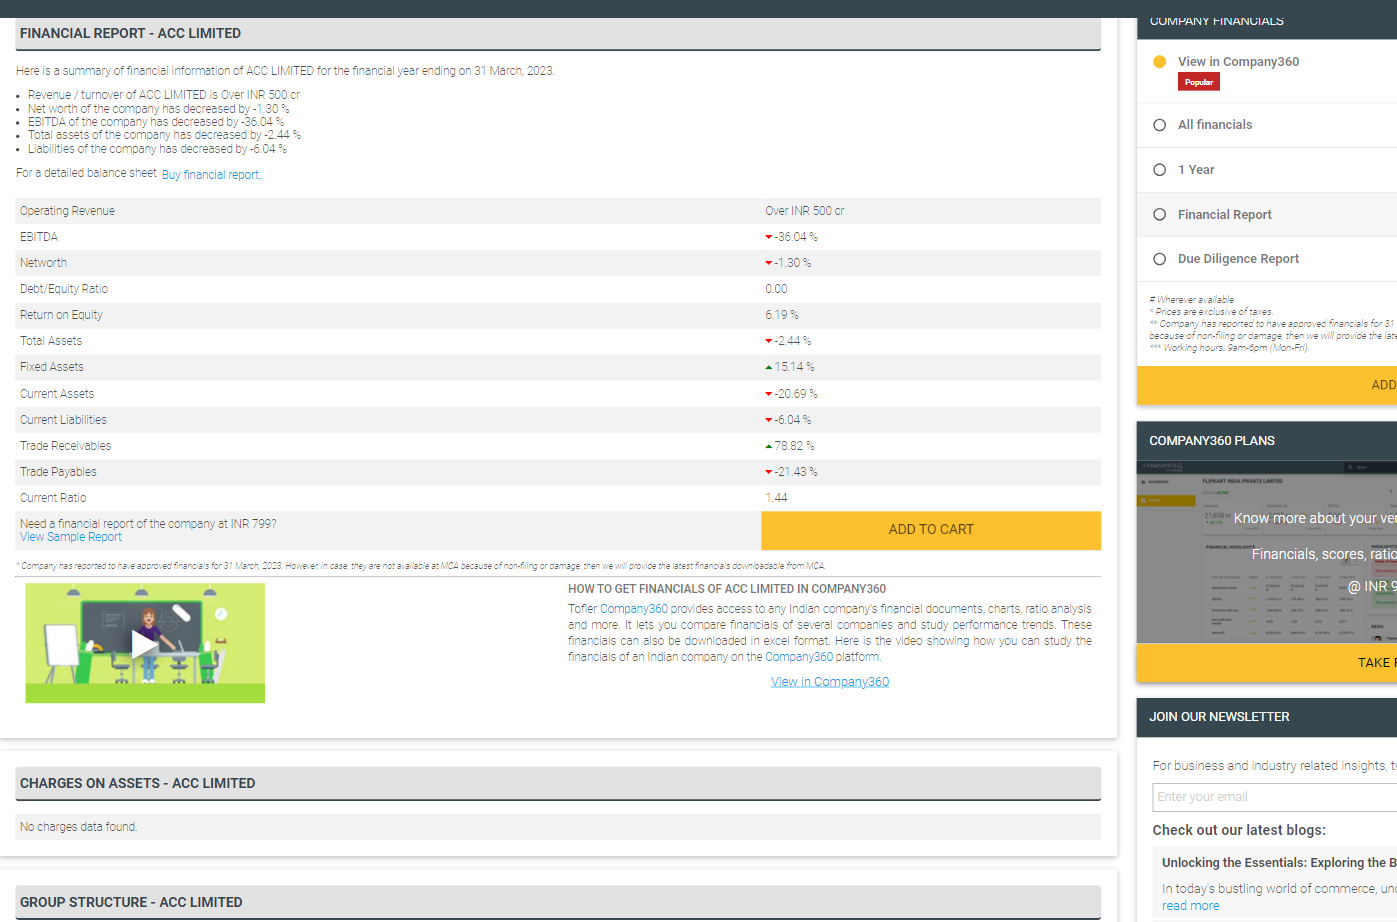 FINANCIAL REPORT - ACC LIMITED
Here is a summary of financial information of ACC LIMITED for the financial year ending on 31 March, 2023.
Revenue / turnover of ACC LIMITED is Over INR 500 cr
Net worth of the company has decreased by -1.30 %
EBITDA of the company has decreased by -36.04 %
Total assets of the company has decreased by -2.44 %
Liabilities of the company has decreased by -6.04 %
For a detailed balance sheet Buy financial report.
Operating Revenue Over INR 500 cr
EBITDA -36.04 %
Networth -1.30 %
Debt/Equity Ratio 0.00
Return on Equity 6.19 %
Total Assets -2.44 %
Fixed Assets 15.14 %
Current Assets -20.69 %
Current Liabilities -6.04 %
Trade Receivables 78.82 %
Trade Payables -21.43 %
Current Ratio 1.44
Need a financial report of the company at INR 799?
View Sample Report
ADD TO CART
* Company has reported to have approved financials for 31 March, 2023. However, in case, they are not available at MCA because of non-filing or damage, then we will provide the latest financials downloadable from MCA.
HOW TO GET FINANCIALS OF ACC LIMITED IN COMPANY360
Tofler Company360 provides access to any Indian company's financial documents, charts, ratio analysis
and more. It lets you compare financials of several companies and study performance trends. These
financials can also be downloaded in excel format. Here is the video showing how you can study the
financials of an Indian company on the Company360 platform.
View in Company360
CHARGES ON ASSETS - ACC LIMITED
No charges data found.
GROUP STRUCTURE - ACC LIMITED
COMPANY FINANCIALS
View in Company360
Popular
All financials
1 Year
Financial Report
Due Diligence Report
# Wherever available
* Prices are exclusive of taxes.
** Company has reported to have approved financials for 31
because of non-filing or damage, then we will provide the late
*** Working hours: 9am-6pm (Mon-Fri)
ADD
COMPANY360 PLANS
FLIPKART INDIA PRIVATE LIMITED
Know more about your ver
Financials, scores, ratio
@ INR 9
TAKE
JOIN OUR NEWSLETTER
For business and industry related insights, t
Enter your email
Check out our latest blogs:
Unlocking the Essentials: Exploring the B
In today's bustling world of commerce, un
read more